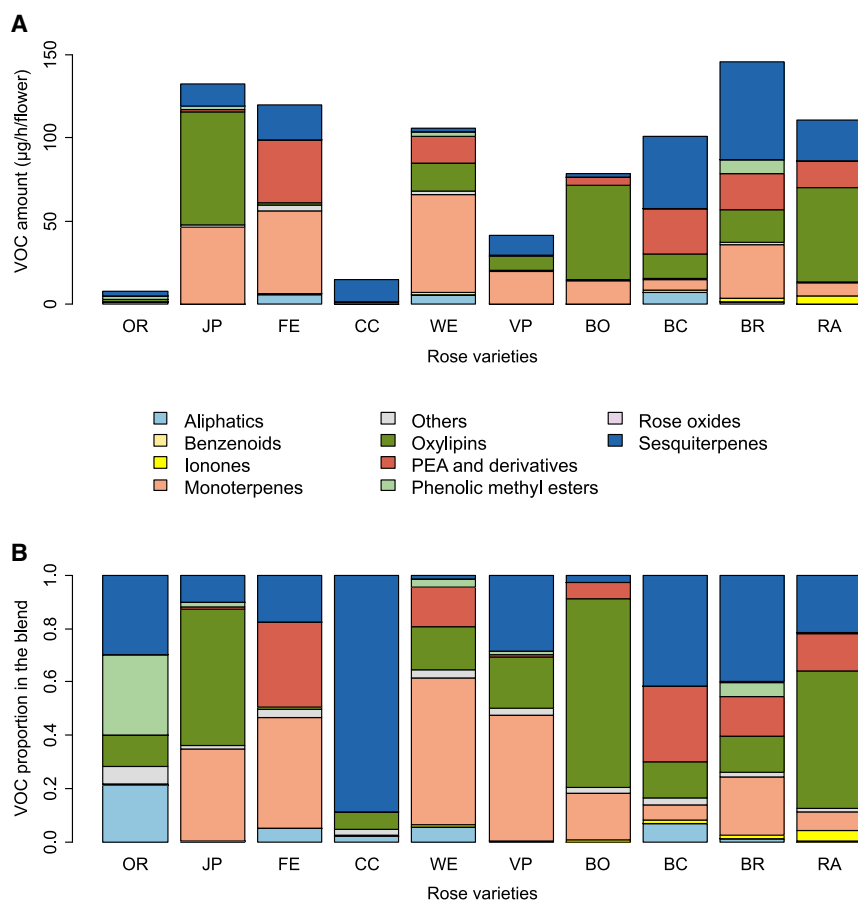 A
VOC amount (µg/h/flower)
150
100
50
0
OR JP FE CC WE VP BO BC BR RA
Rose varieties
Aliphatics Others Rose oxides
Benzenoids Oxylipins Sesquiterpenes
Ionones PEA and derivatives
Monoterpenes Phenolic methyl esters
B
VOC proportion in the blend
1.0
0.8
0.6
0.4
0.2
0.0
OR JP FE CC WE VP BO BC BR RA
Rose varieties